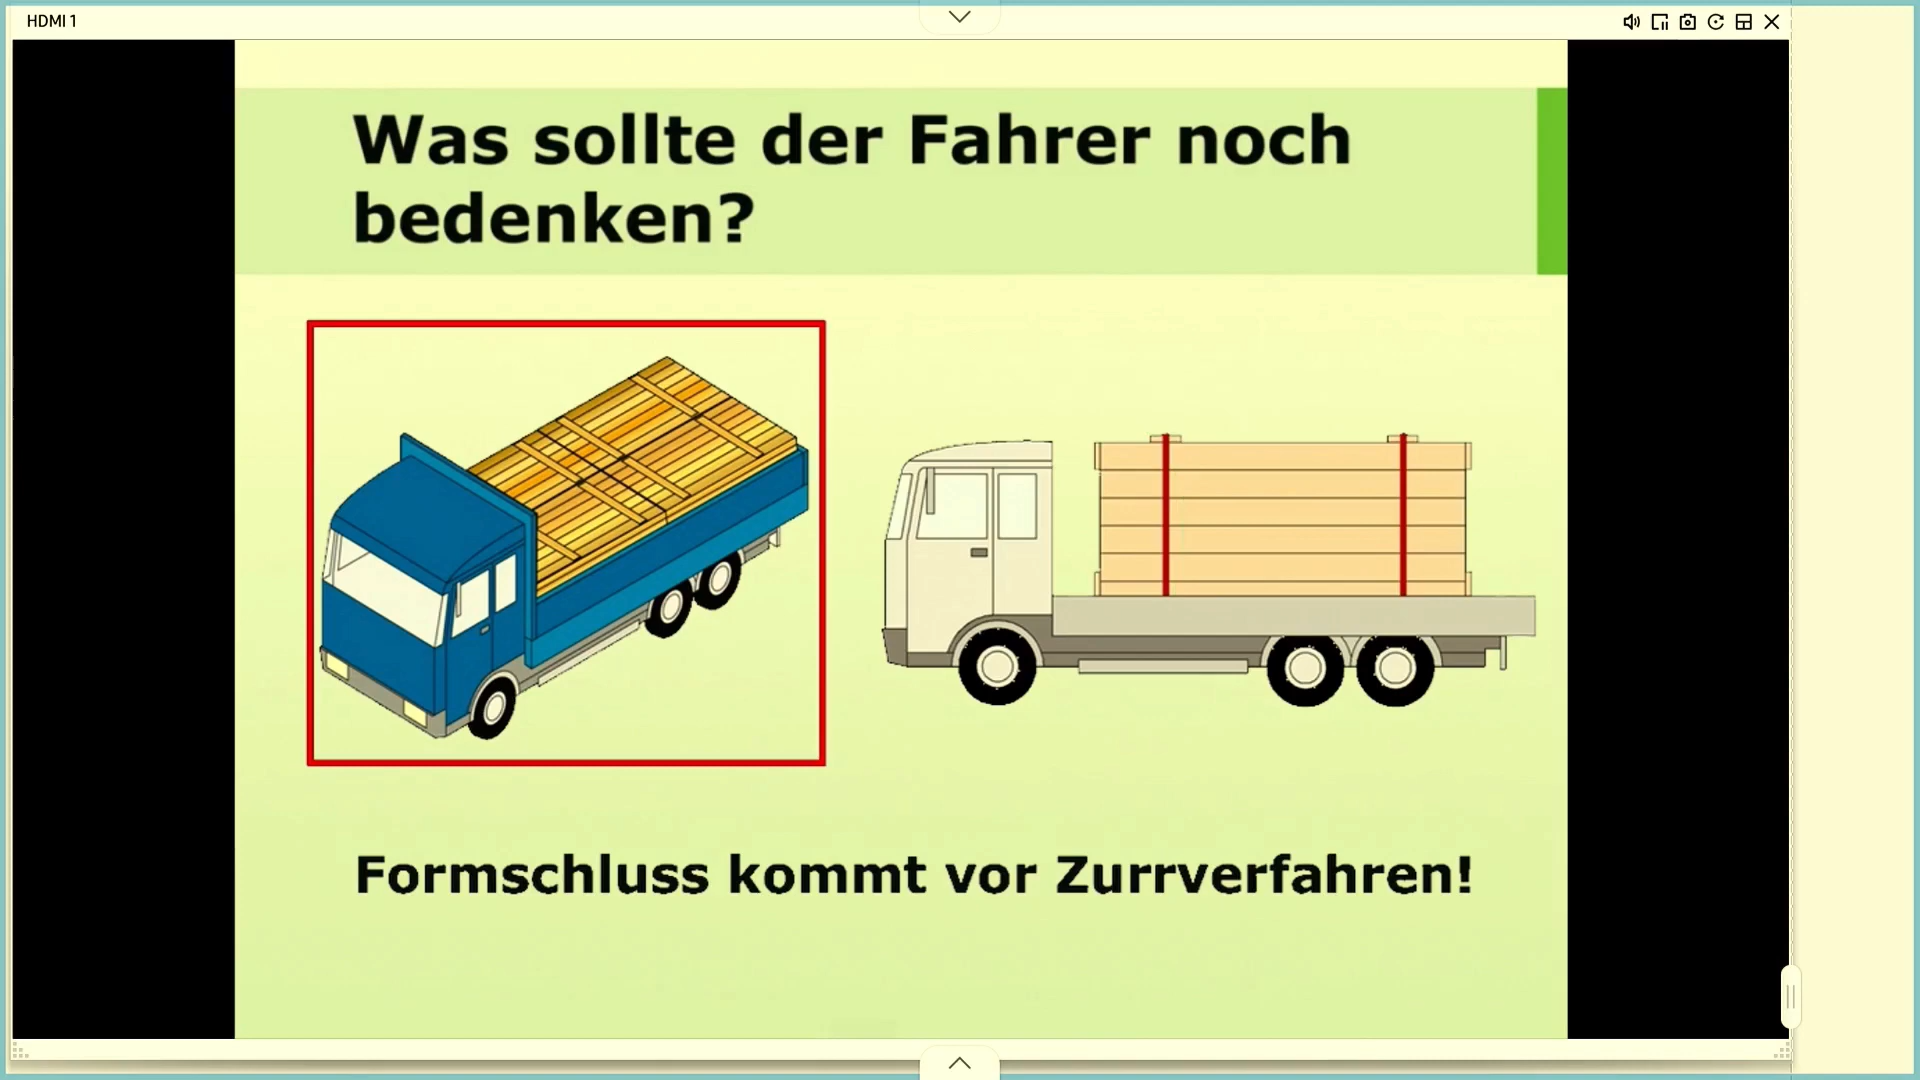 HDMI 1
Was sollte der Fahrer noch
bedenken?
Formschluss kommt vor Zurrverfahren!